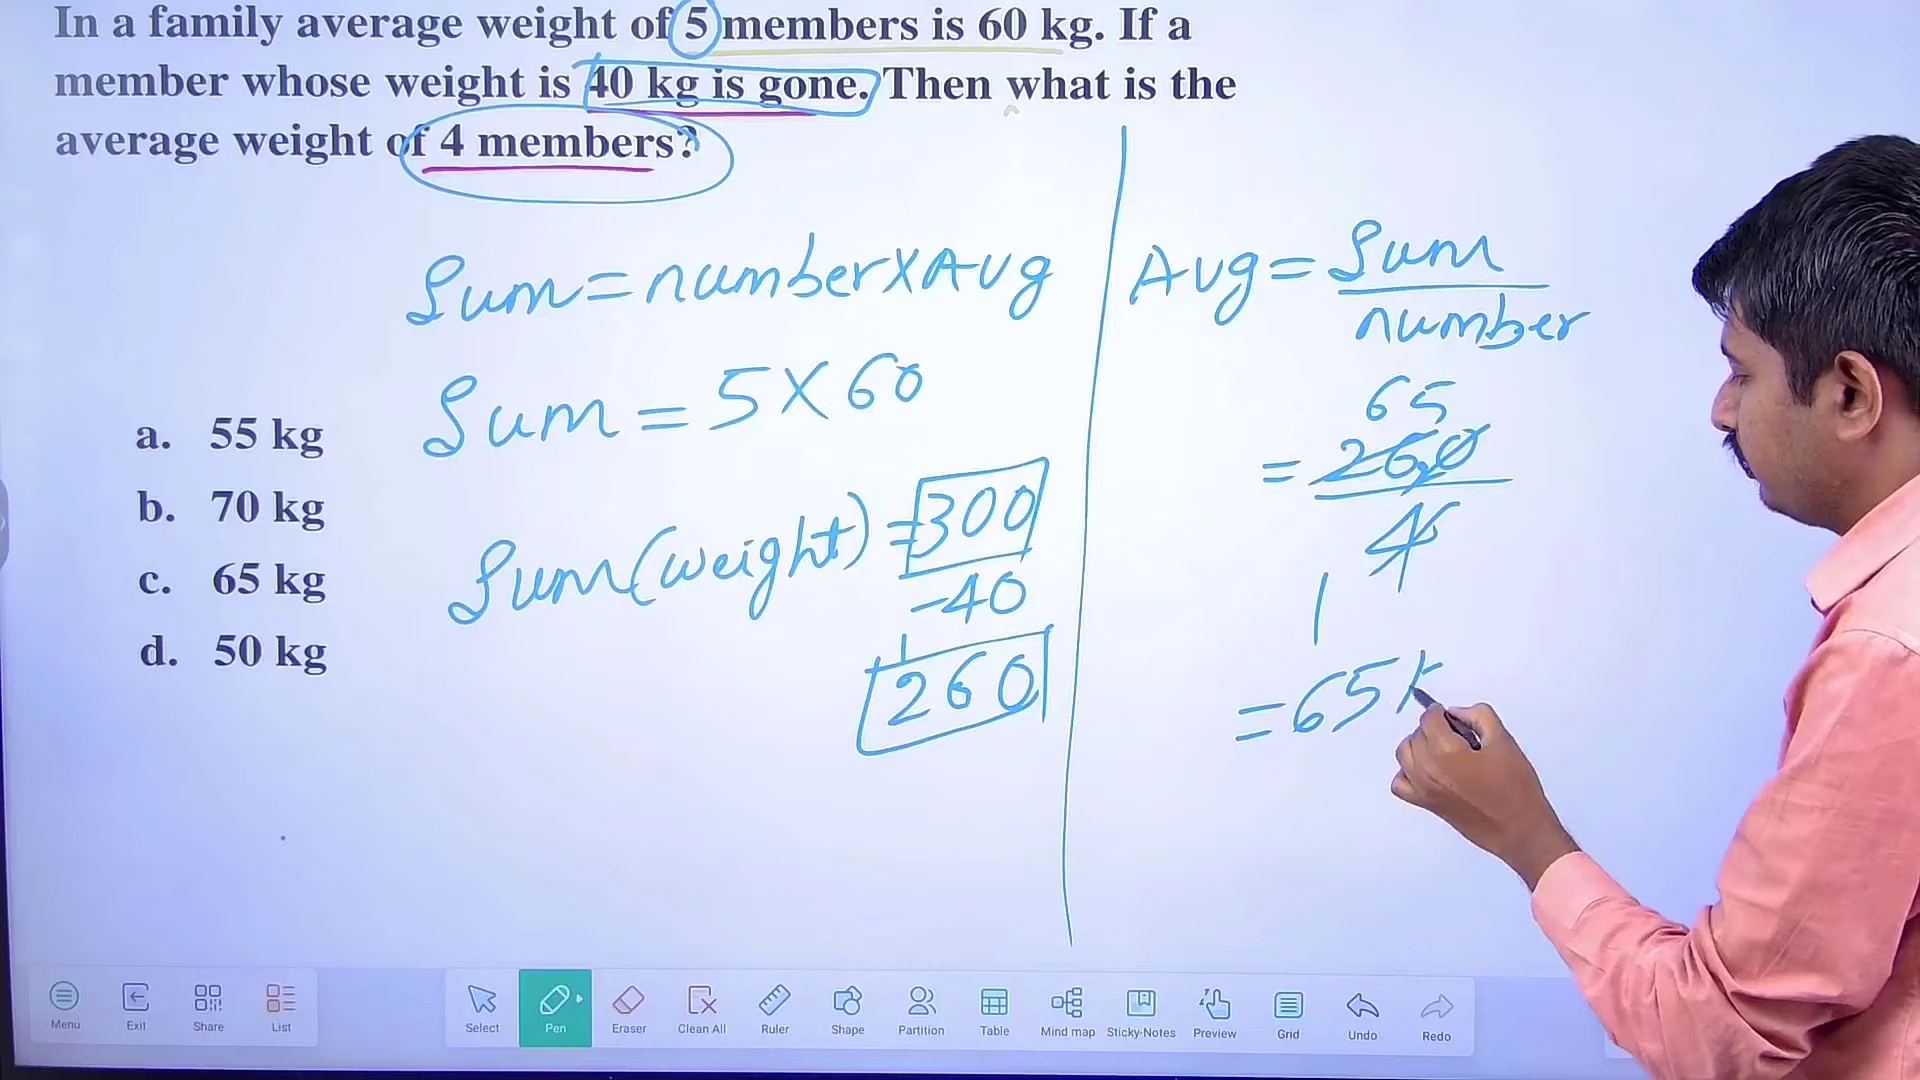 In a family average weight of 5 members is 60 kg. If a
member whose weight is 40 kg is gone. Then what is the
average weight of 4 members?
Sum = number X Avg
Sum = 5 X 60
Sum (weight) = 300
-40
260
Avg = Sum
number
65
= 260
4
1
= 65 K
a. 55 kg
b. 70 kg
c. 65 kg
d. 50 kg
Menu Exit Share List Select Pen Eraser Clean All Ruler Shape Partition Table Mind map Sticky-Notes Preview Grid Undo Redo